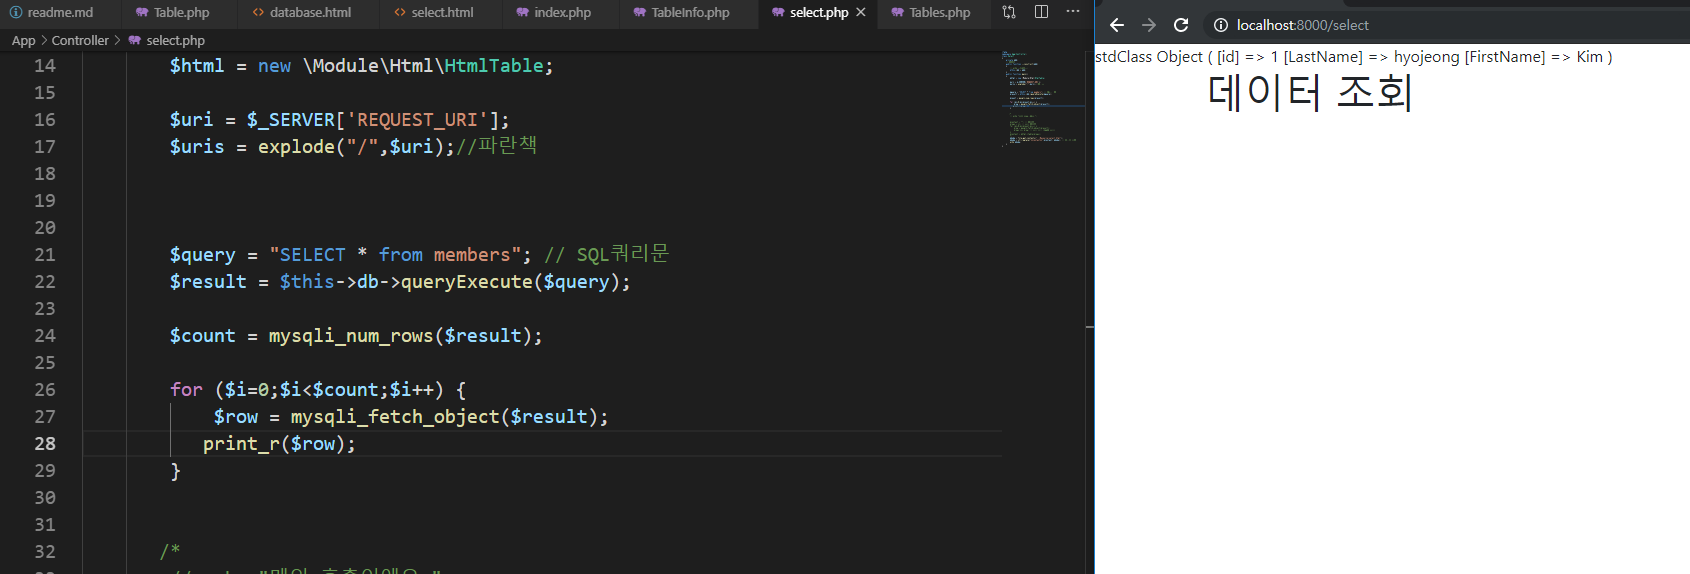 readme.md Table.php <> database.html <> select.html index.php TableInfo.php select.php × Tables.php ...
App > Controller > select.php
localhost:8000/select
stdClass Object ( [id] => 1 [LastName] => hyojeong [FirstName] => Kim )
데이터 조회
14 $html = new \Module\Html\HtmlTable;
15
16 $uri = $_SERVER['REQUEST_URI'];
17 $uris = explode("/",$uri);//파란책
18
19
20
21 $query = "SELECT * from members"; // SQL쿼리문
22 $result = $this->db->queryExecute($query);
23
24 $count = mysqli_num_rows($result);
25
26 for ($i=0;$i<$count;$i++) {
27 $row = mysqli_fetch_object($result);
28 print_r($row);
29 }
30
31
32 /*